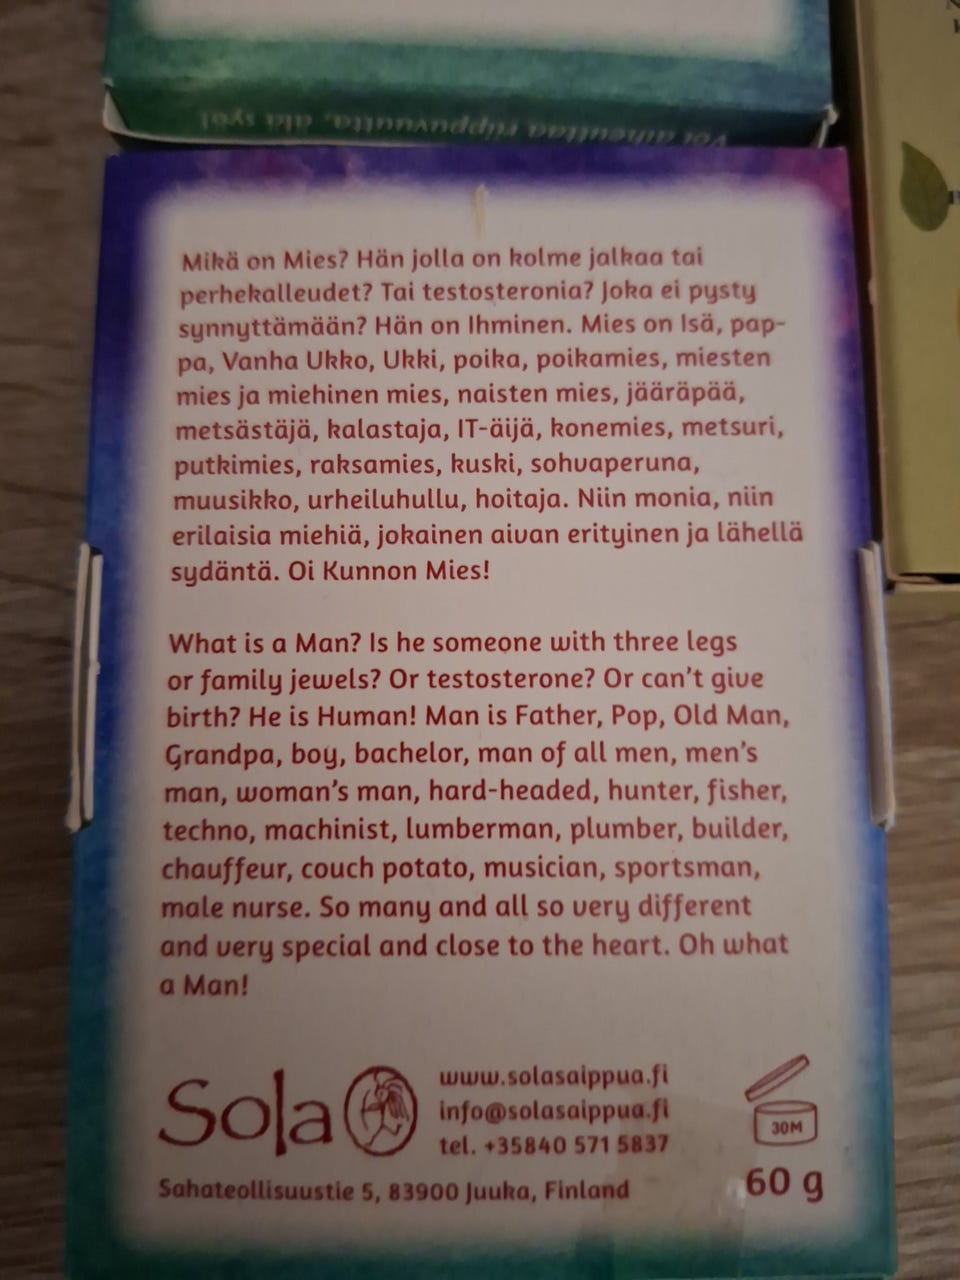 Voi aiheuttaa riippuvuutta, älä syö!
Mikä on Mies? Hän jolla on kolme jalkaa tai
perhekalleudet? Tai testosteronia? Joka ei pysty
synnyttämään? Hän on Ihminen. Mies on Isä, pap-
pa, Vanha Ukko, Ukki, poika, poikamies, miesten
mies ja miehinen mies, naisten mies, jääräpää,
metsästäjä, kalastaja, IT-äijä, konemies, metsuri,
putkimies, raksamies, kuski, sohvaperuna,
muusikko, urheiluhullu, hoitaja. Niin monia, niin
erilaisia miehiä, jokainen aivan erityinen ja lähellä
sydäntä. Oi Kunnon Mies!
What is a Man? Is he someone with three legs
or family jewels? Or testosterone? Or can't give
birth? He is Human! Man is Father, Pop, Old Man,
Grandpa, boy, bachelor, man of all men, men's
man, woman's man, hard-headed, hunter, fisher,
techno, machinist, lumberman, plumber, builder,
chauffeur, couch potato, musician, sportsman,
male nurse. So many and all so very different
and very special and close to the heart. Oh what
a Man!
Sola
www.solasaippua.fi
info@solasaippua.fi
tel. +35840 571 5837
Sahateollisuustie 5, 83900 Juuka, Finland
30M
60 g